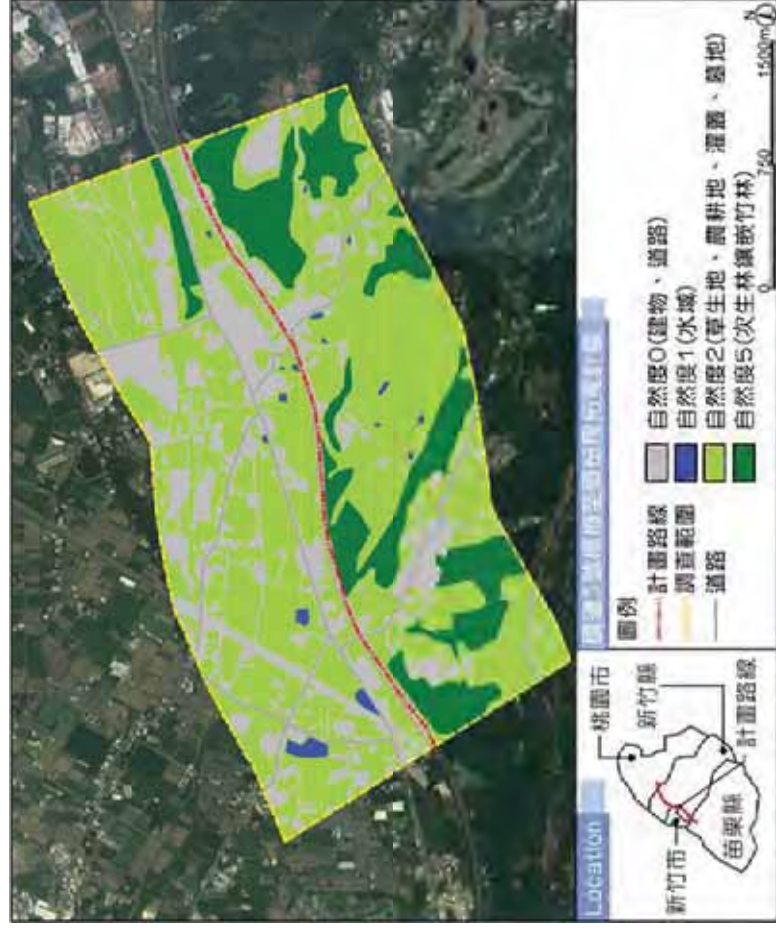 Location
桃園市
新竹縣
新竹市
苗栗縣
計畫路線
圖例
計畫路線
調查範圍
道路
自然度0(建物、道路)
自然度1(水域)
自然度2(草生地、農耕地、灌叢、墓地)
自然度5(次生林鑲嵌竹林)
0 750 1500m
N